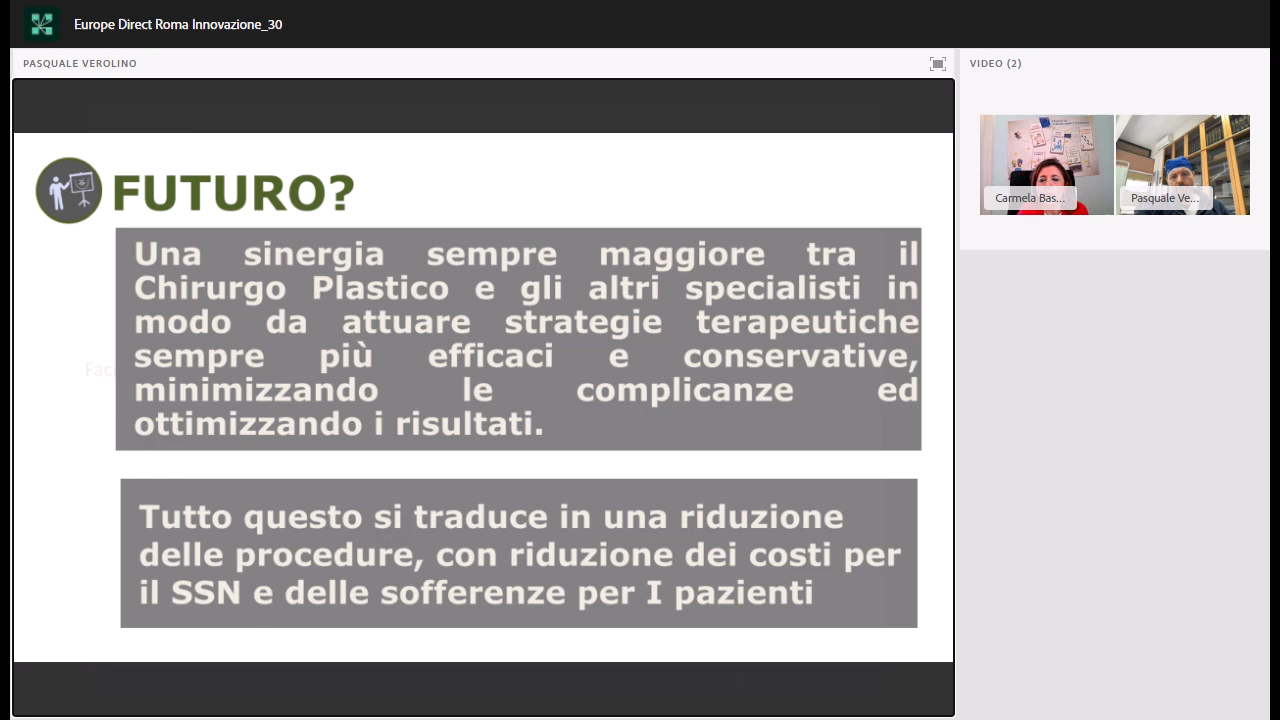 Europe Direct Roma Innovazione_30
PASQUALE VEROLINO
VIDEO (2)
FUTURO?
Una sinergia sempre maggiore tra il
Chirurgo Plastico e gli altri specialisti in
modo da attuare strategie terapeutiche
sempre più efficaci e conservative,
minimizzando le complicanze ed
ottimizzando i risultati.
Tutto questo si traduce in una riduzione
delle procedure, con riduzione dei costi per
il SSN e delle sofferenze per I pazienti
Carmela Bas...
Pasquale Ve...